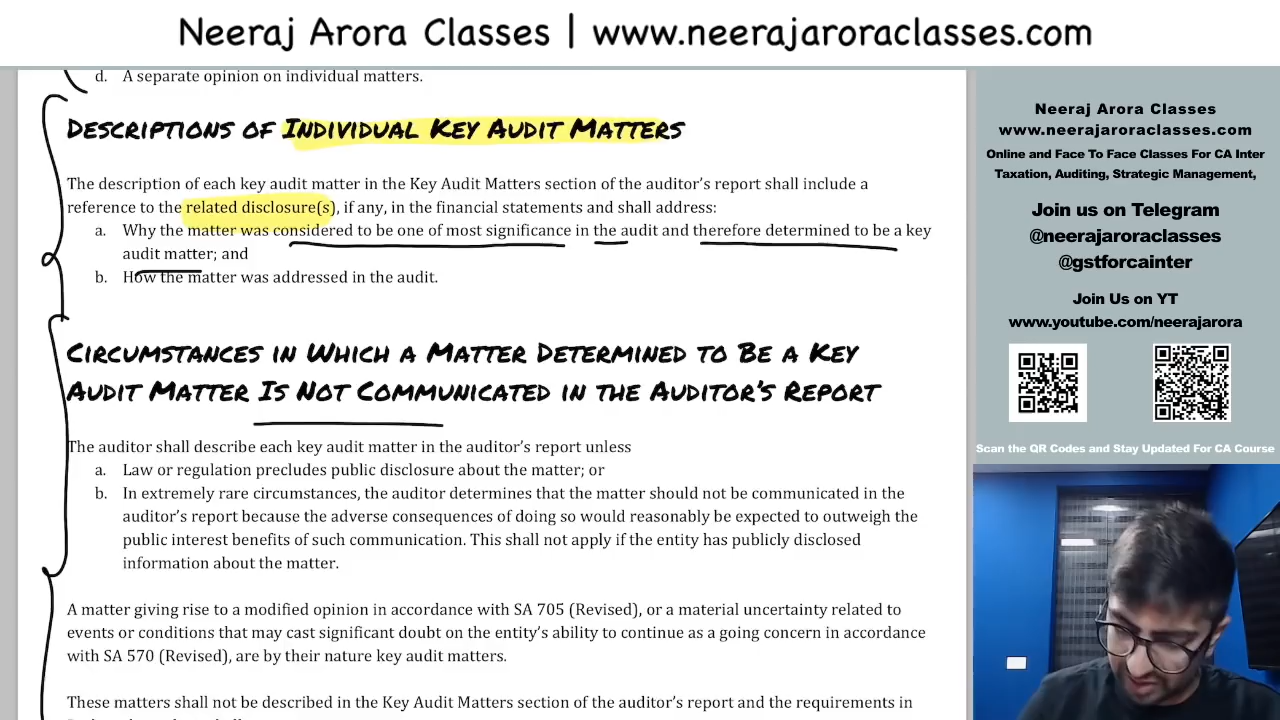 Neeraj Arora Classes | www.neerajaroraclasses.com
d. A separate opinion on individual matters.
DESCRIPTIONS OF INDIVIDUAL KEY AUDIT MATTERS
The description of each key audit matter in the Key Audit Matters section of the auditor's report shall include a
reference to the related disclosure(s), if any, in the financial statements and shall address:
a. Why the matter was considered to be one of most significance in the audit and therefore determined to be a key
audit matter; and
b. How the matter was addressed in the audit.
CIRCUMSTANCES IN WHICH A MATTER DETERMINED TO BE A KEY
AUDIT MATTER IS NOT COMMUNICATED IN THE AUDITOR'S REPORT
The auditor shall describe each key audit matter in the auditor's report unless
a. Law or regulation precludes public disclosure about the matter; or
b. In extremely rare circumstances, the auditor determines that the matter should not be communicated in the
auditor's report because the adverse consequences of doing so would reasonably be expected to outweigh the
public interest benefits of such communication. This shall not apply if the entity has publicly disclosed
information about the matter.
A matter giving rise to a modified opinion in accordance with SA 705 (Revised), or a material uncertainty related to
events or conditions that may cast significant doubt on the entity's ability to continue as a going concern in accordance
with SA 570 (Revised), are by their nature key audit matters.
These matters shall not be described in the Key Audit Matters section of the auditor's report and the requirements in
Neeraj Arora Classes
www.neerajaroraclasses.com
Online and Face To Face Classes For CA Inter
Taxation, Auditing, Strategic Management,
Join us on Telegram
@neerajaroraclasses
@gstforcainter
Join Us on YT
www.youtube.com/neerajarora
Scan the QR Codes and Stay Updated For CA Course